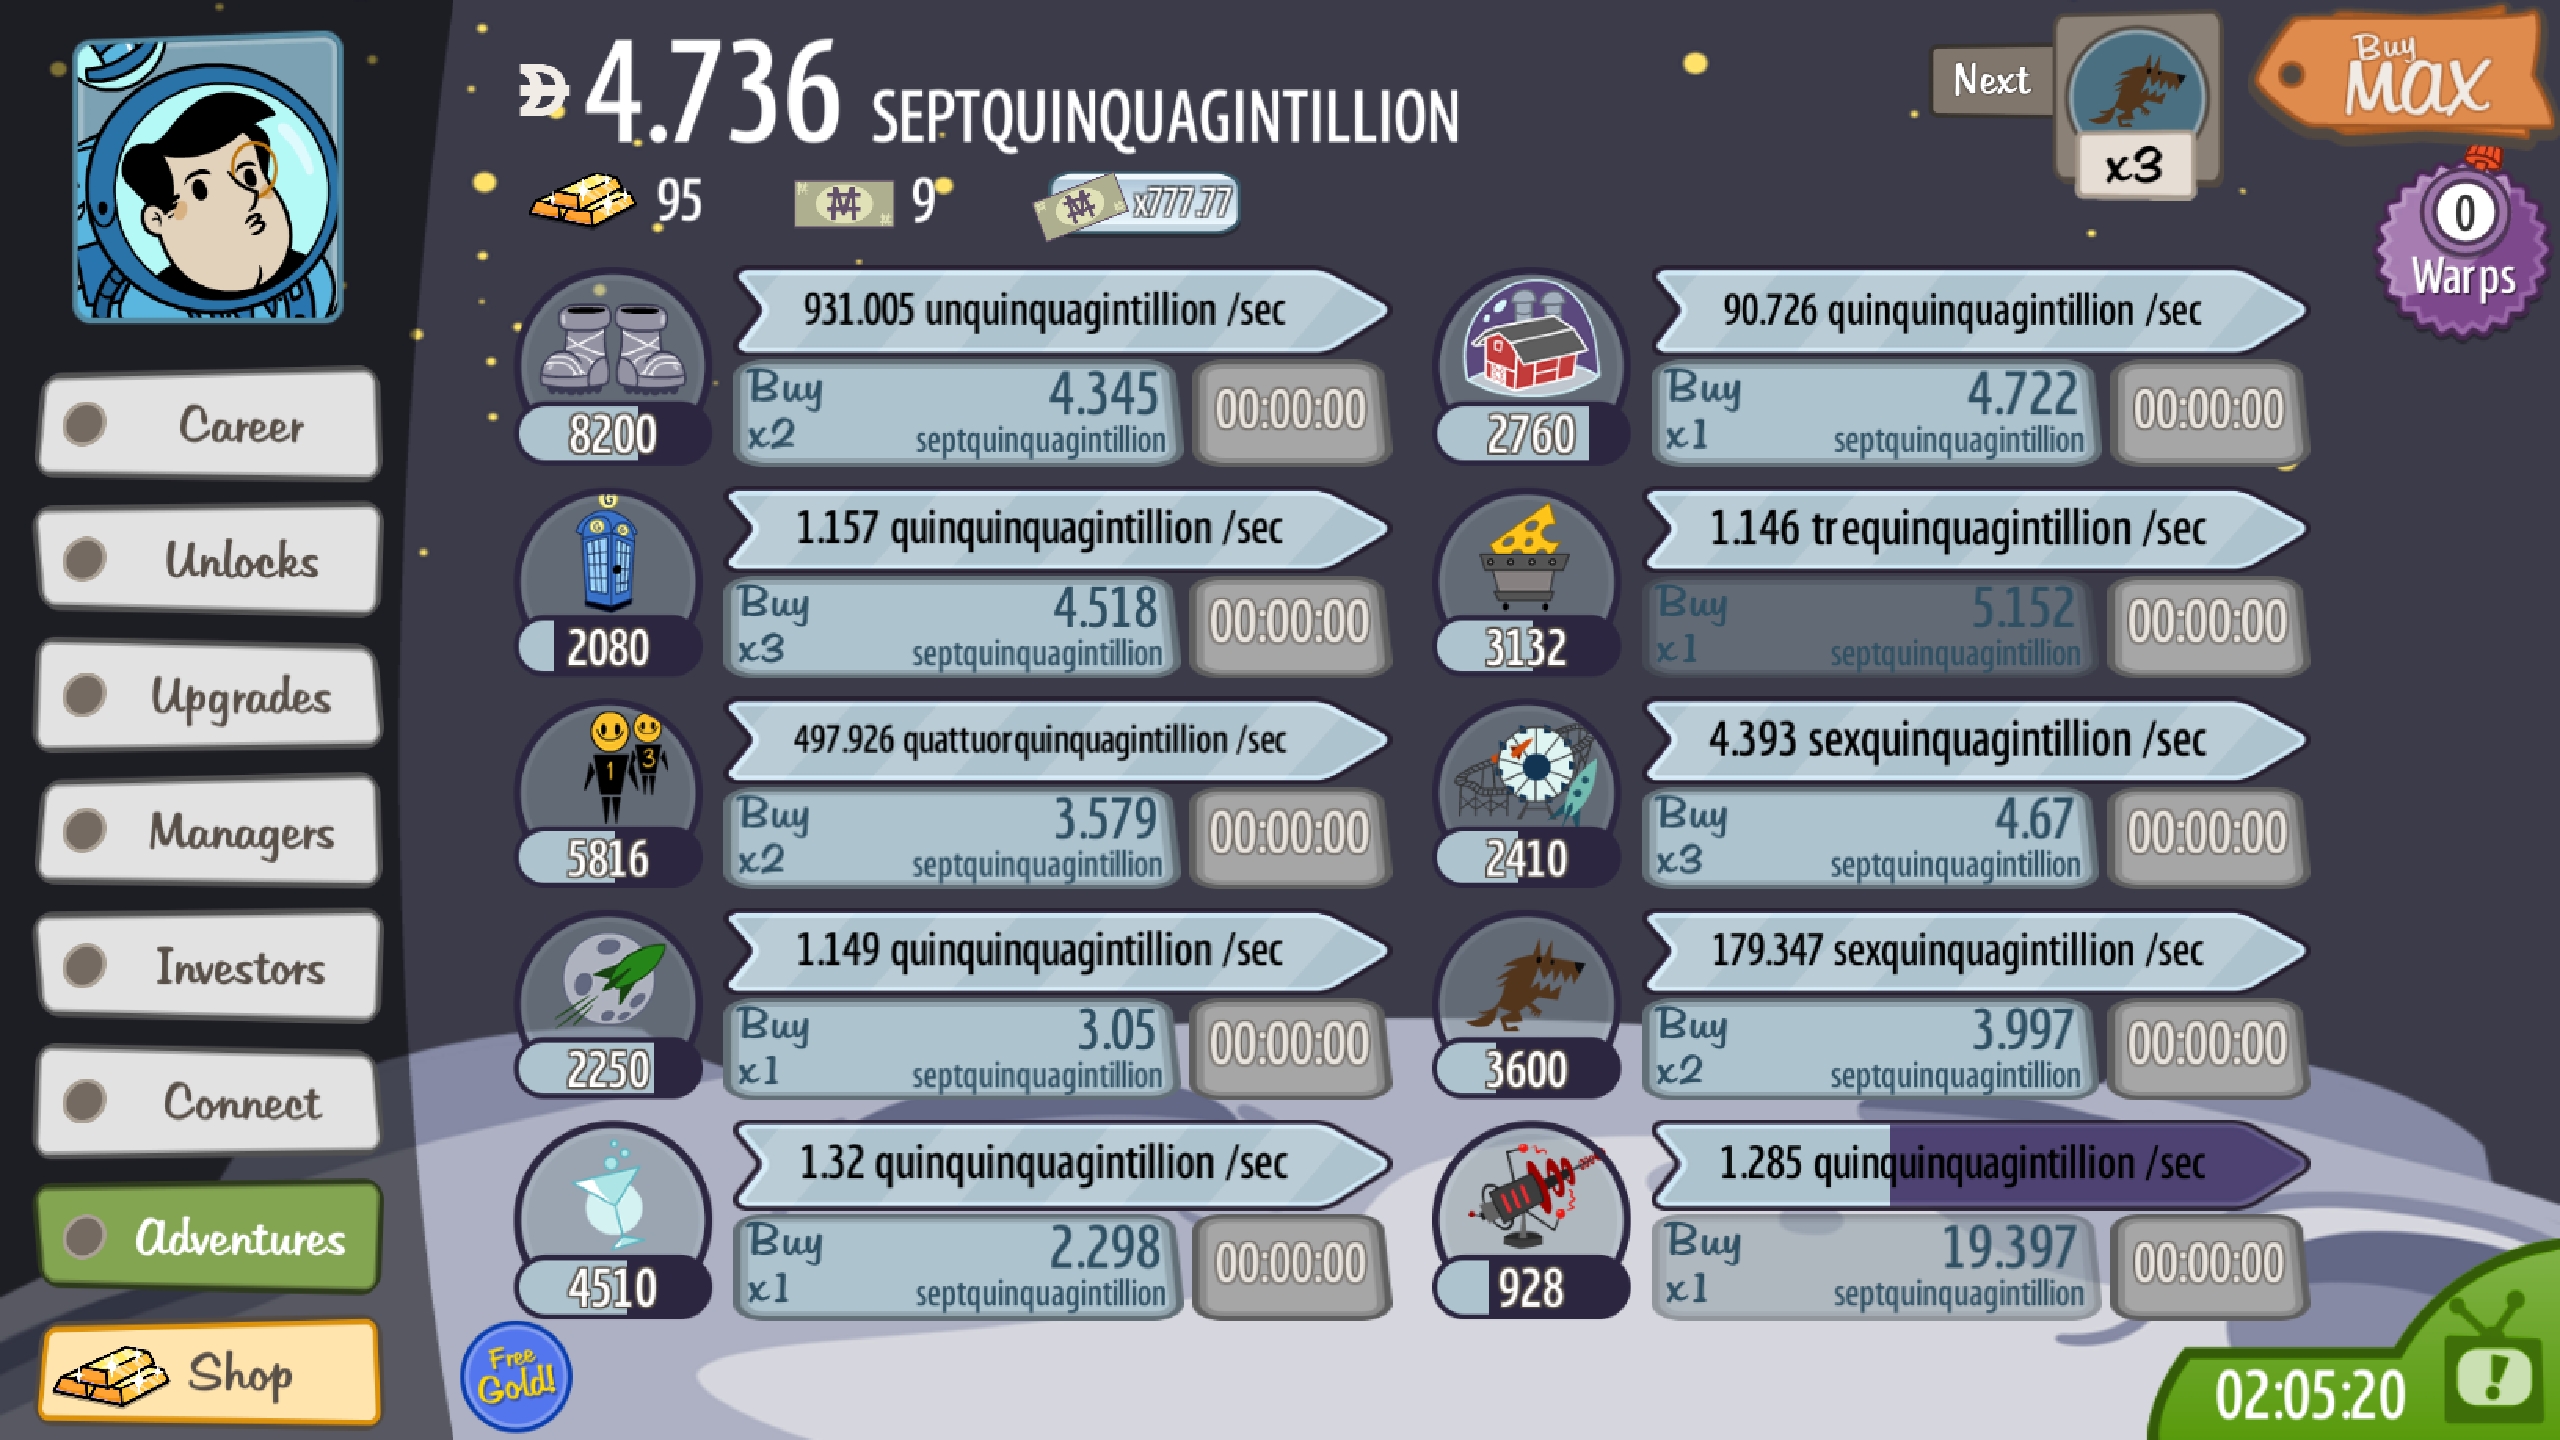 4.736 SEPTQUINQUAGINTILLION
95
9
x777.77
Next
x3
Buy
MAX
0
Warps
Career
Unlocks
Upgrades
Managers
Investors
Connect
Adventures
Shop
931.005 unquinquagintillion /sec
8200
Buy 4.345
x2 septquinquagintillion
00:00:00
G
1.157 quinquinquagintillion /sec
2080
Buy 4.518
x3 septquinquagintillion
00:00:00
1 3
497.926 quattuorquinquagintillion /sec
5816
Buy 3.579
x2 septquinquagintillion
00:00:00
1.149 quinquinquagintillion /sec
2250
Buy 3.05
x1 septquinquagintillion
00:00:00
1.32 quinquinquagintillion /sec
4510
Buy 2.298
x1 septquinquagintillion
00:00:00
90.726 quinquinquagintillion /sec
2760
Buy 4.722
x1 septquinquagintillion
00:00:00
1.146 trequinquagintillion /sec
3132
Buy 5.152
x1 septquinquagintillion
00:00:00
4.393 sexquinquagintillion /sec
2410
Buy 4.67
x3 septquinquagintillion
00:00:00
179.347 sexquinquagintillion /sec
3600
Buy 3.997
x2 septquinquagintillion
00:00:00
1.285 quinquinquagintillion /sec
928
Buy 19.397
x1 septquinquagintillion
00:00:00
Free
Gold!
02:05:20
!